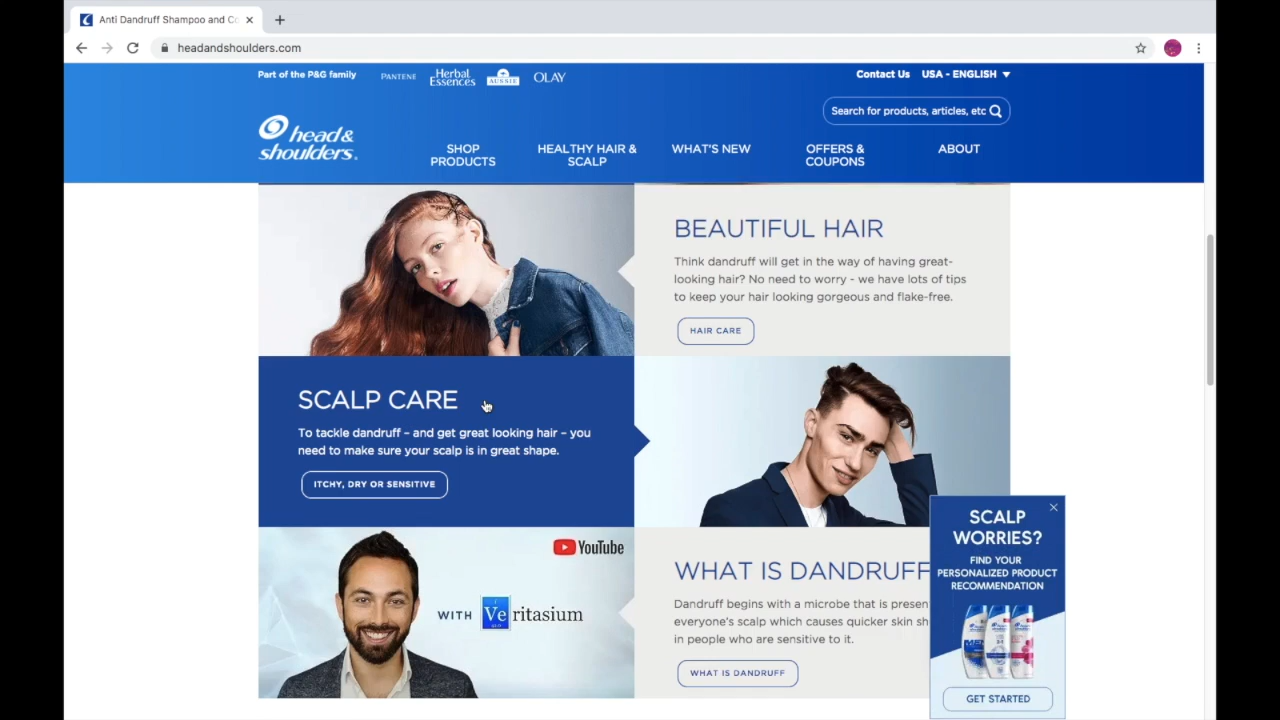 Anti Dandruff Shampoo and Co
headandshoulders.com
Part of the P&G family
PANTENE
Herbal
Essences
AUSSIE
OLAY
Contact Us
USA - ENGLISH
Search for products, articles, etc
head&
shoulders.
SHOP
PRODUCTS
HEALTHY HAIR &
SCALP
WHAT'S NEW
OFFERS &
COUPONS
ABOUT
BEAUTIFUL HAIR
Think dandruff will get in the way of having great-
looking hair? No need to worry - we have lots of tips
to keep your hair looking gorgeous and flake-free.
HAIR CARE
SCALP CARE
To tackle dandruff – and get great looking hair – you
need to make sure your scalp is in great shape.
ITCHY, DRY OR SENSITIVE
YouTube
WITH Veritasium
WHAT IS DANDRUFF
Dandruff begins with a microbe that is presen
everyone's scalp which causes quicker skin sh
in people who are sensitive to it.
WHAT IS DANDRUFF
SCALP
WORRIES?
FIND YOUR
PERSONALIZED PRODUCT
RECOMMENDATION
MEN
GET STARTED